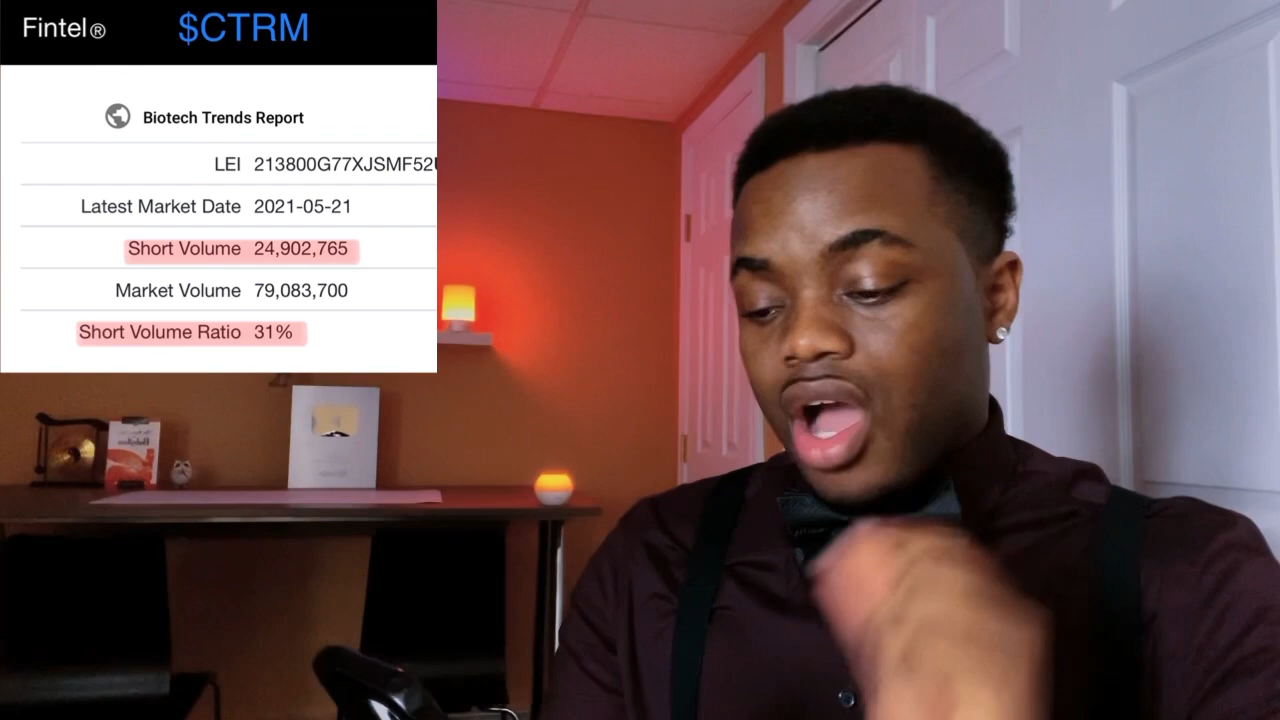 Fintel® $CTRM
Biotech Trends Report
LEI 213800G77XJSMF52
Latest Market Date 2021-05-21
Short Volume 24,902,765
Market Volume 79,083,700
Short Volume Ratio 31%